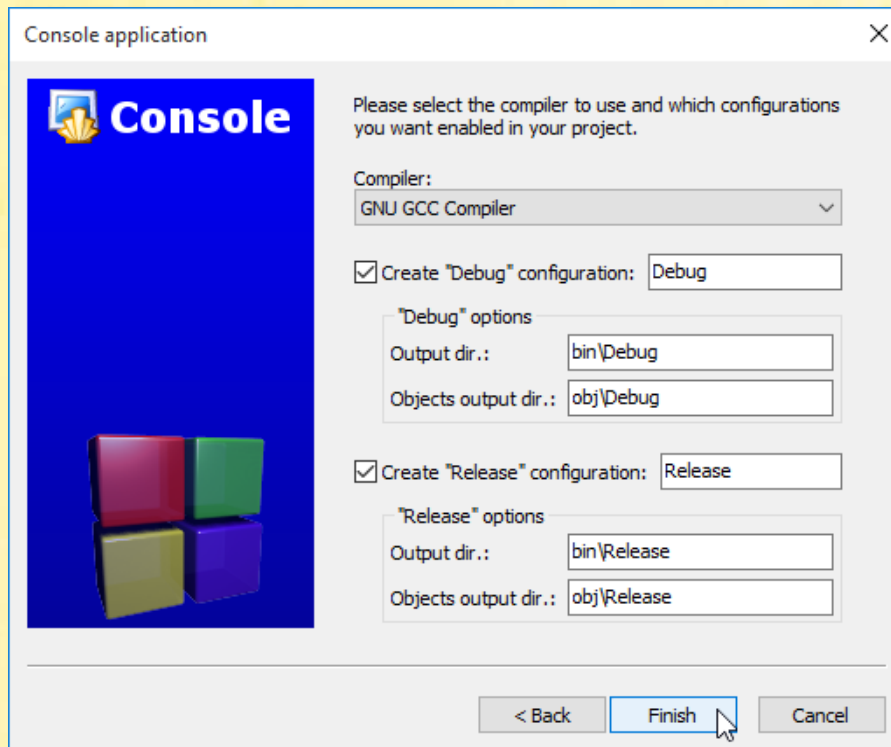 Console application
Console
Please select the compiler to use and which configurations
you want enabled in your project.
Compiler:
GNU GCC Compiler
Create "Debug" configuration: Debug
"Debug" options
Output dir.: bin\Debug
Objects output dir.: obj\Debug
Create "Release" configuration: Release
"Release" options
Output dir.: bin\Release
Objects output dir.: obj\Release
< Back Finish Cancel